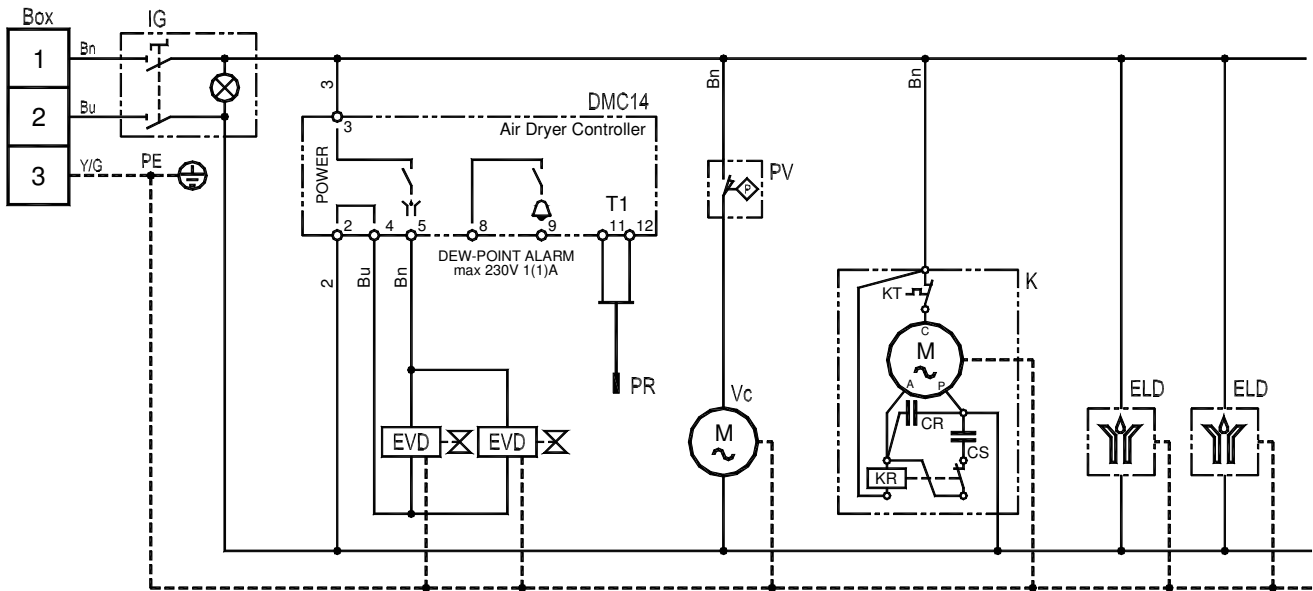 Box
IG
1
Bn
2
Bu
3
Y/G
PE
3
DMC14
3
Air Dryer Controller
POWER
T1
2
4
5
8
9
11
12
DEW-POINT ALARM
max 230V 1(1)A
2
Bu
Bn
PR
EVD
EVD
Bn
PV
P
Vc
M
Bn
K
KT
C
M
A
P
CR
CS
KR
ELD
ELD